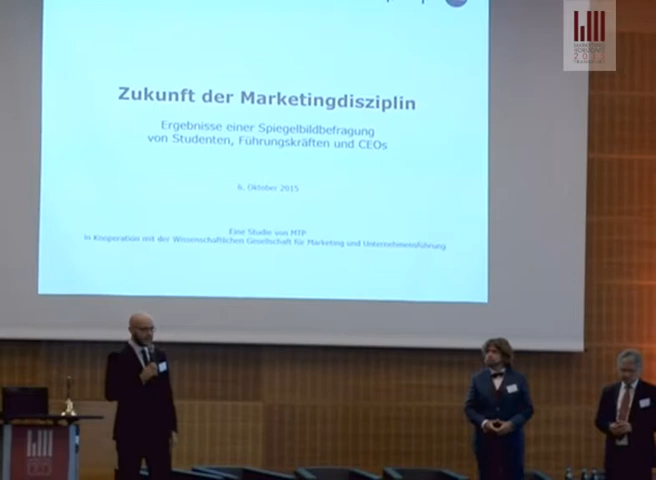 Zukunft der Marketingdisziplin
Ergebnisse einer Spiegelbildbefragung
von Studenten, Führungskräften und CEOs
6. Oktober 2015
Eine Studie von MTP
in Kooperation mit der Wissenschaftlichen Gesellschaft für Marketing und Unternehmensführung